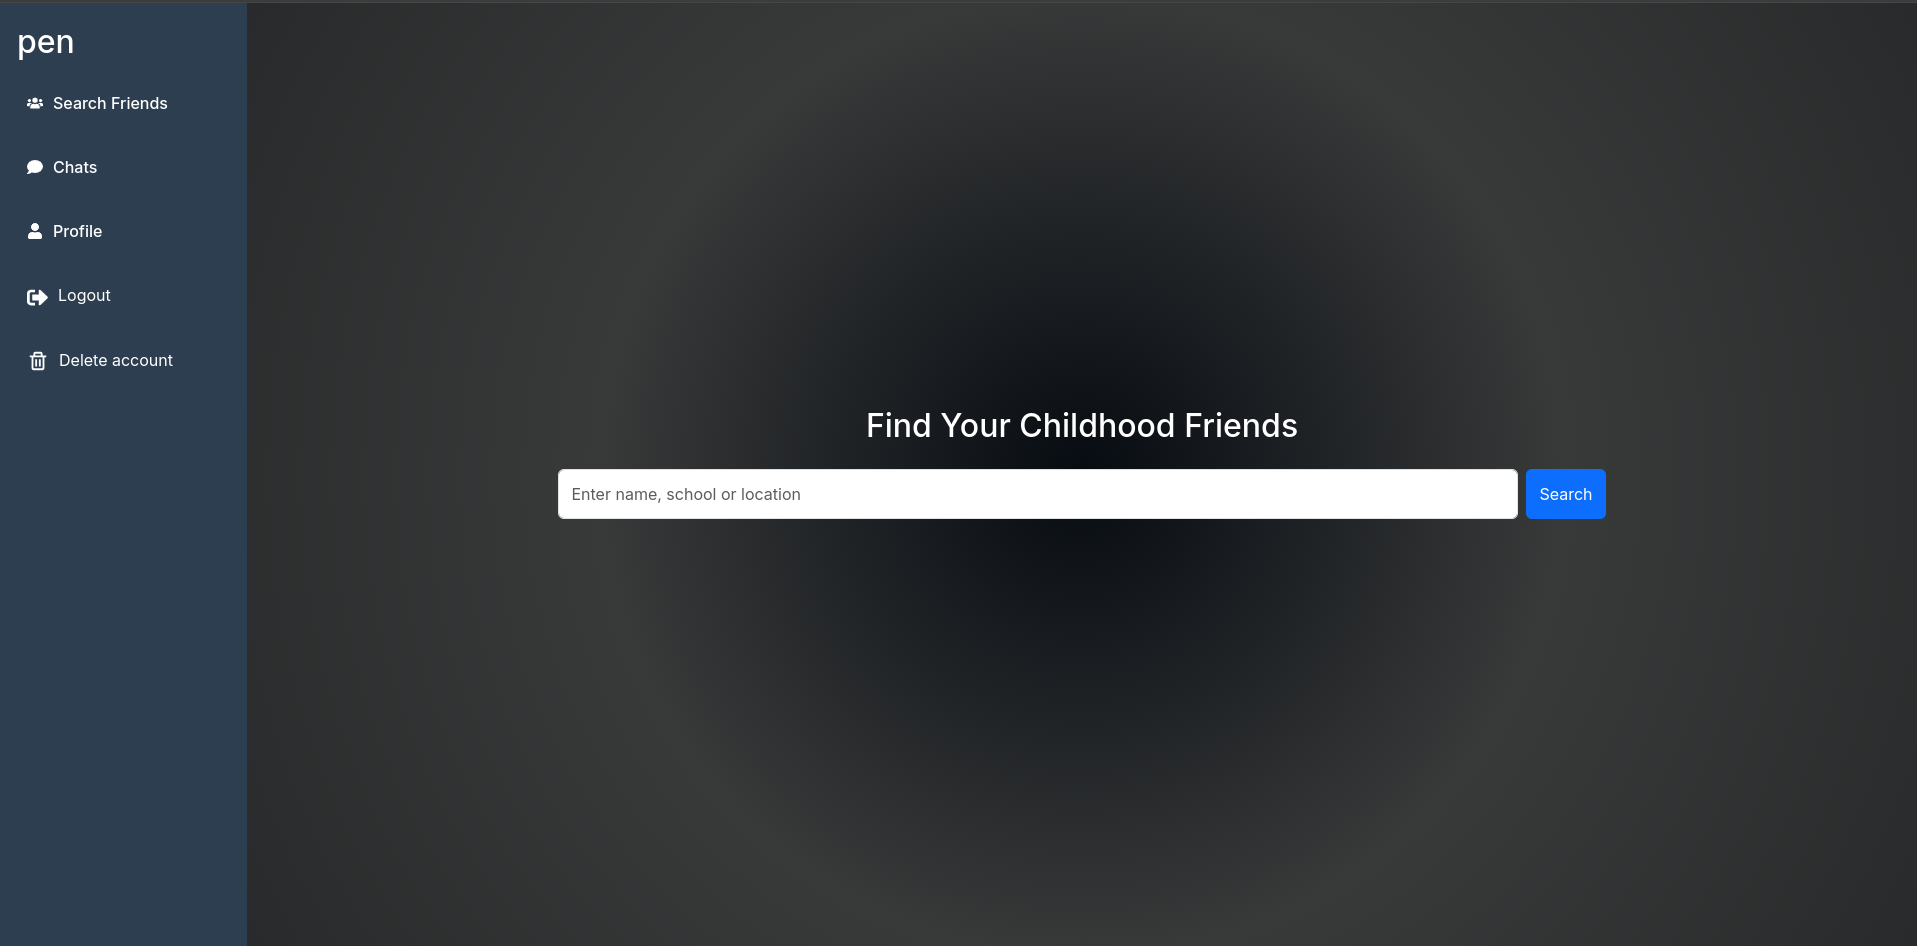 pen
Search Friends
Chats
Profile
Logout
Delete account
Find Your Childhood Friends
Enter name, school or location
Search